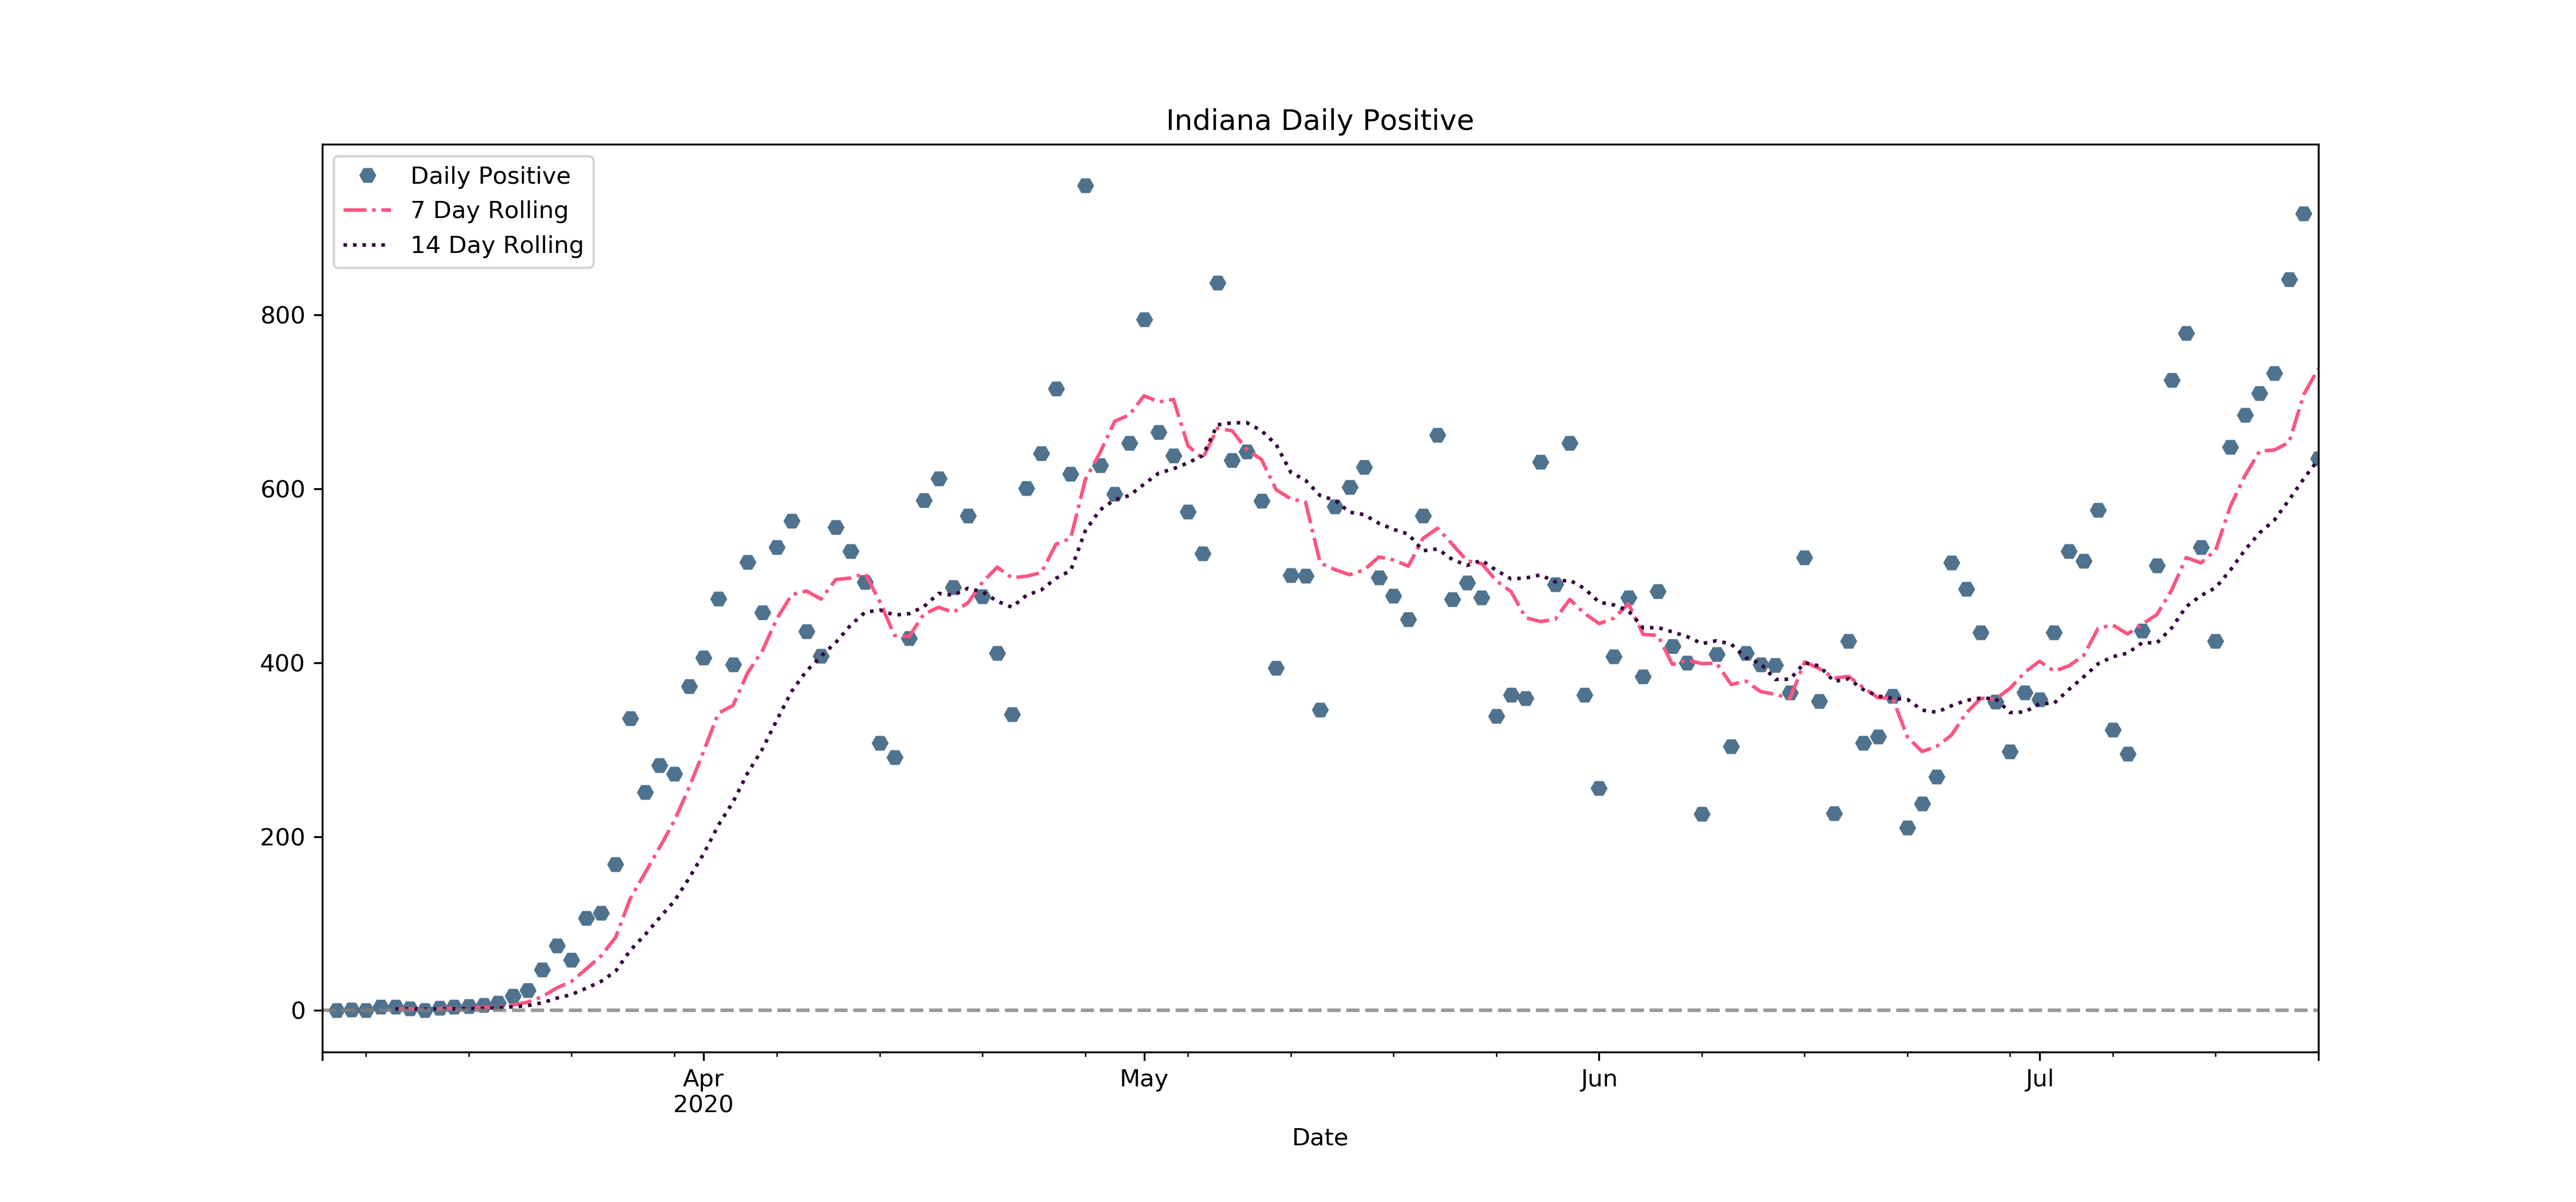 Indiana Daily Positive
Daily Positive
7 Day Rolling
14 Day Rolling
800
600
400
200
0
Apr
2020
May
Jun
Jul
Date